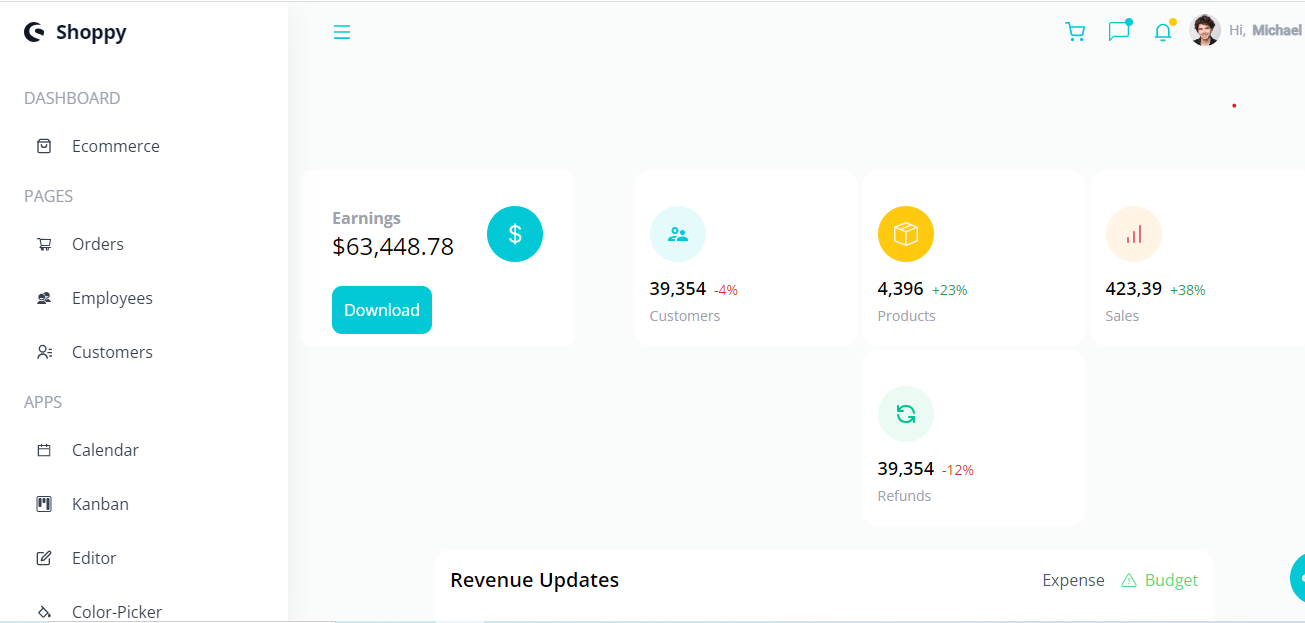 Shoppy
Hi, Michael
DASHBOARD
Ecommerce
PAGES
Orders
Employees
Customers
APPS
Calendar
Kanban
Editor
Color-Picker
Earnings
$63,448.78
$
Download
39,354 -4%
Customers
4,396 +23%
Products
423,39 +38%
Sales
39,354 -12%
Refunds
Revenue Updates
Expense
Budget